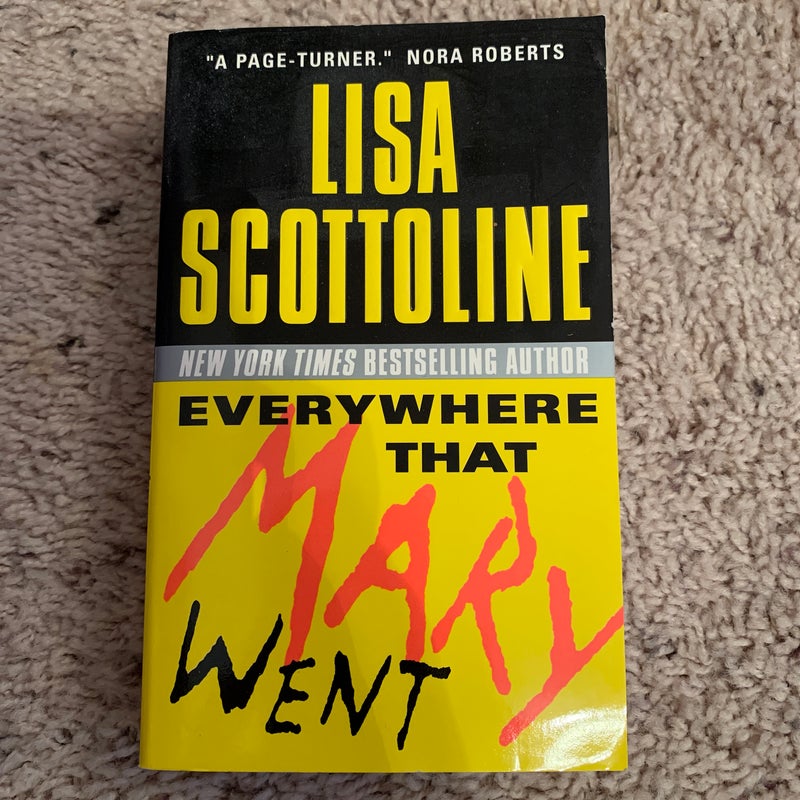 "A PAGE-TURNER." NORA ROBERTS
LISA
SCOTTOLINE
NEW YORK TIMES BESTSELLING AUTHOR
EVERYWHERE
THAT
MARY
WENT